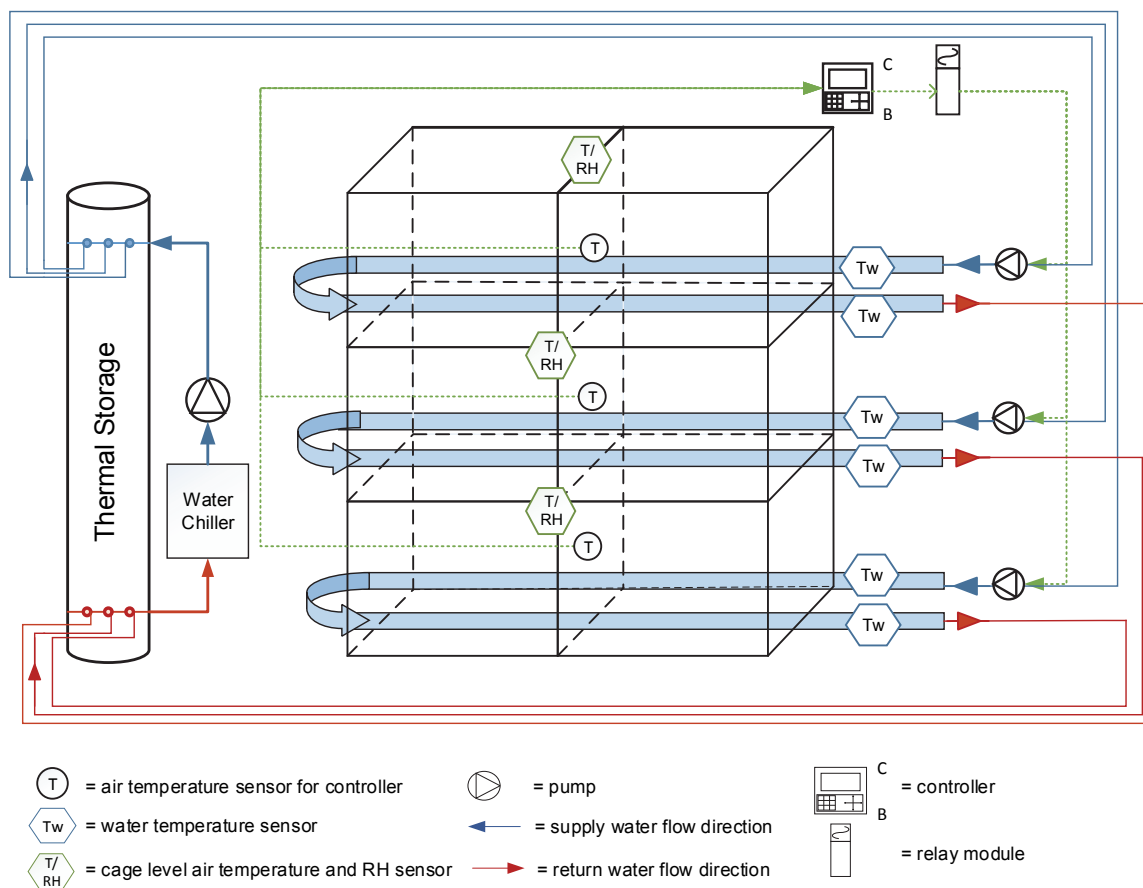 C
B
T/
RH
T
Tw
Tw
T/
RH
T
Tw
Tw
T/
RH
T
Tw
Tw
Thermal Storage
Water
Chiller
T = air temperature sensor for controller
Tw = water temperature sensor
T/
RH = cage level air temperature and RH sensor
= pump
= supply water flow direction
= return water flow direction
C
B
= controller
= relay module